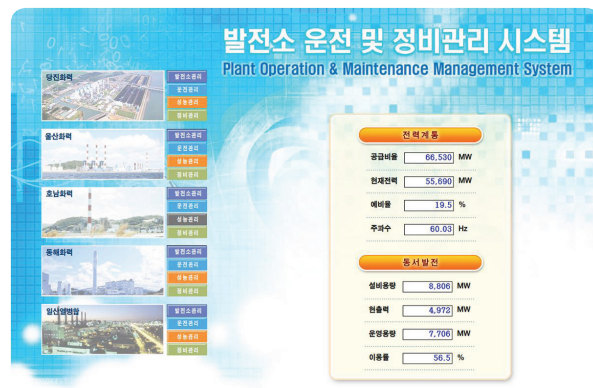 발전소 운전 및 정비관리 시스템
Plant Operation & Maintenance Management System
당진화력
발전소관리
운전관리
성능관리
정비관리
울산화력
발전소관리
운전관리
성능관리
정비관리
호남화력
발전소관리
운전관리
성능관리
정비관리
동해화력
발전소관리
운전관리
성능관리
정비관리
일산열병합
발전소관리
운전관리
성능관리
정비관리
전력계통
공급비율 66,530 MW
현재전력 55,690 MW
예비율 19.5 %
주파수 60.03 Hz
동서발전
설비용량 8,806 MW
현출력 4,972 MW
운영용량 7,706 MW
이용률 56.5 %